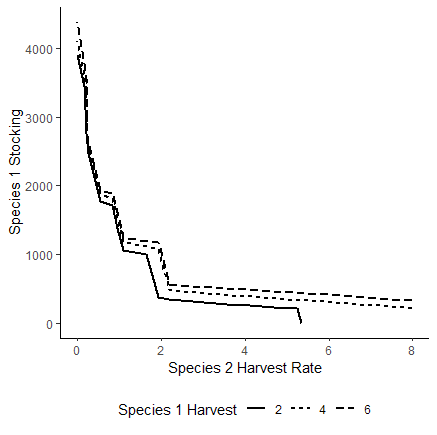 Species 1 Stocking
4000
3000
2000
1000
0
0 2 4 6 8
Species 2 Harvest Rate
Species 1 Harvest 2 4 6